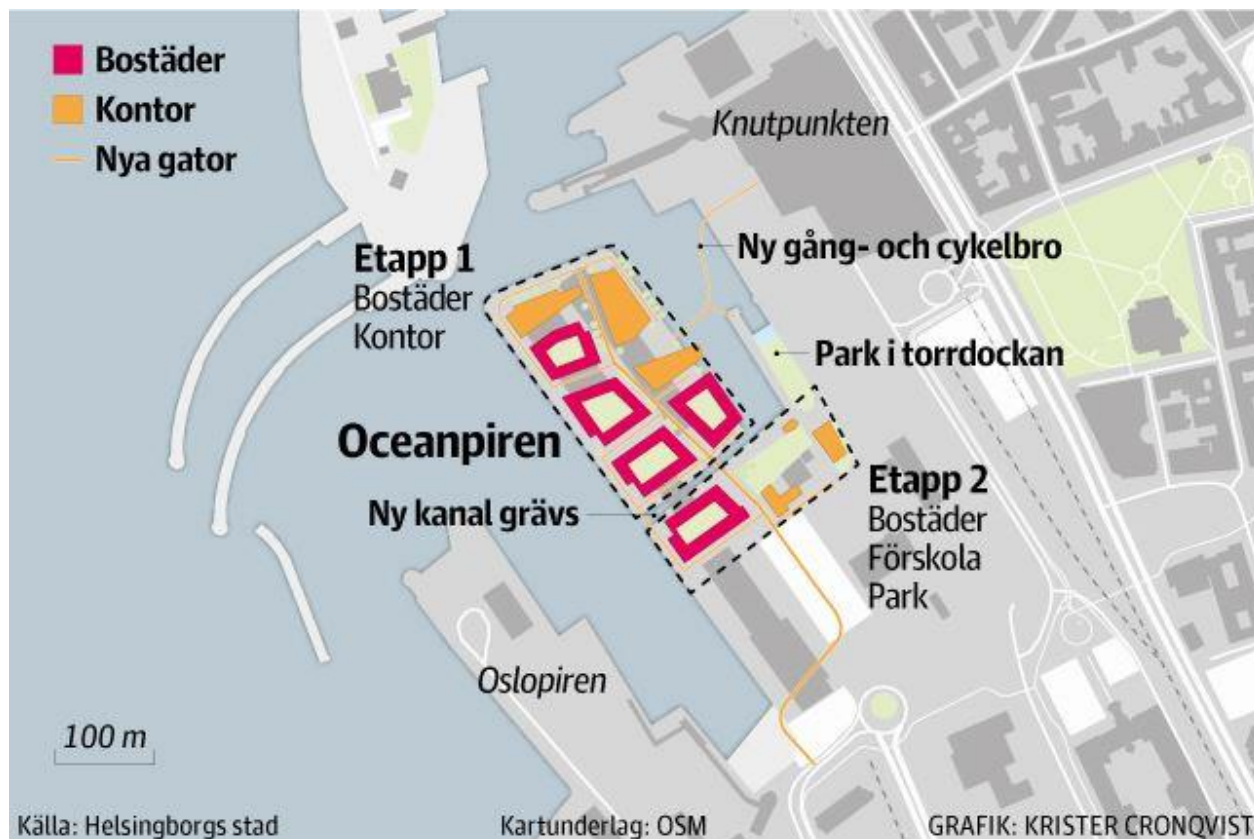 Bostäder
Kontor
Nya gator
Knutpunkten
Ny gång- och cykelbro
Etapp 1
Bostäder
Kontor
Park i torrdockan
Oceanpiren
Etapp 2
Bostäder
Förskola
Park
Ny kanal grävs
Oslopiren
100 m
Källa: Helsingborgs stad
Kartunderlag: OSM
GRAFIK: KRISTER CRONQVIST